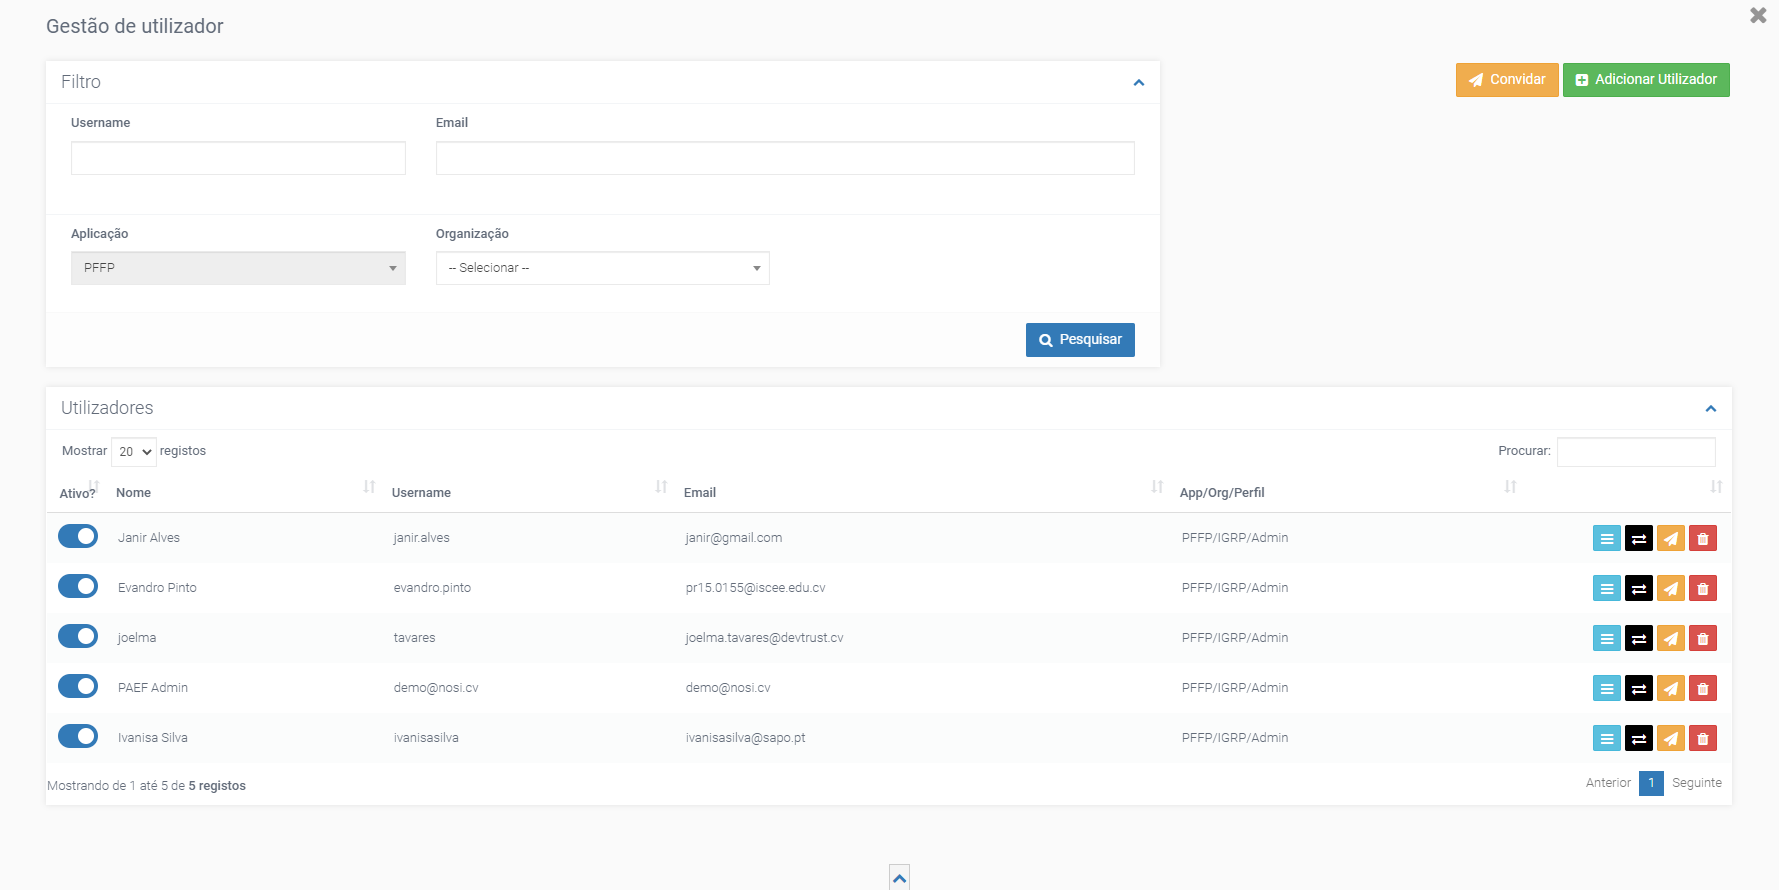 Gestão de utilizador
Filtro
Convidar
Adicionar Utilizador
Username Email
Aplicação Organização
PFFP -- Selecionar --
Pesquisar
Utilizadores
Mostrar 20 registos Procurar:
Ativo? Nome Username Email App/Org/Perfil
Janir Alves janir.alves janir@gmail.com PFFP/IGRP/Admin
Evandro Pinto evandro.pinto pr15.0155@iscee.edu.cv PFFP/IGRP/Admin
joelma tavares joelma.tavares@devtrust.cv PFFP/IGRP/Admin
PAEF Admin demo@nosi.cv demo@nosi.cv PFFP/IGRP/Admin
Ivanisa Silva ivanisasilva ivanisasilva@sapo.pt PFFP/IGRP/Admin
Mostrando de 1 até 5 de 5 registos Anterior 1 Seguinte